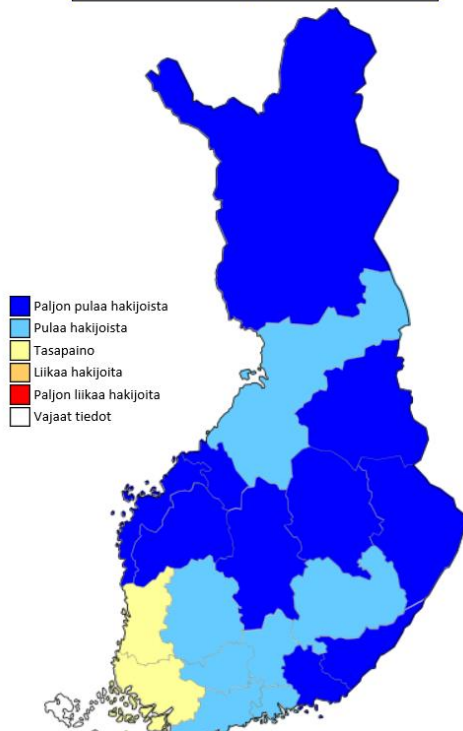 Paljon pulaa hakijoista
Pulaa hakijoista
Tasapaino
Liikaa hakijoita
Paljon liikaa hakijoita
Vajaat tiedot